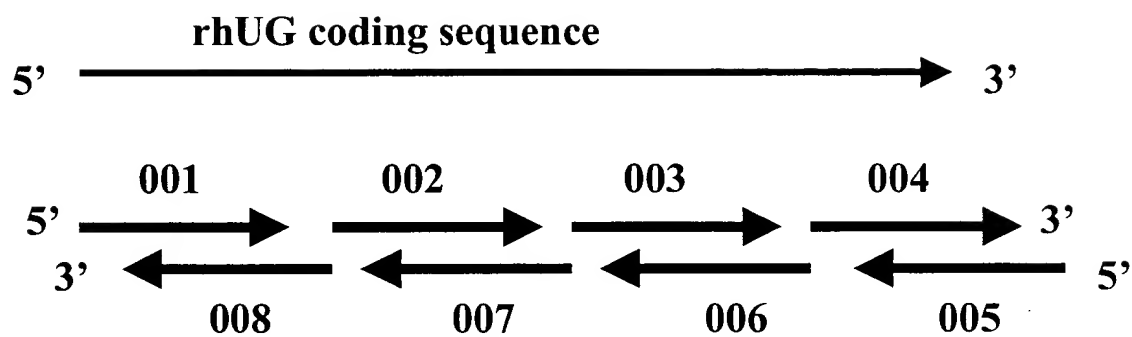 rhUG coding sequence
5’ 3’
001 002 003 004
5’ 3’
3’ 5’
008 007 006 005